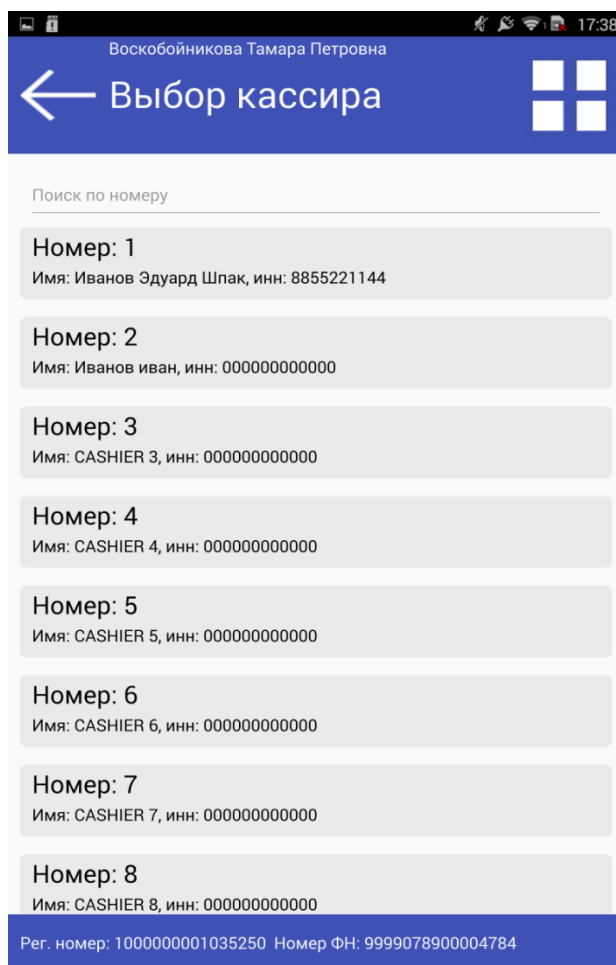 17:38
Воскобойникова Тамара Петровна
Выбор кассира
Поиск по номеру
Номер: 1
Имя: Иванов Эдуард Шпак, инн: 8855221144
Номер: 2
Имя: Иванов иван, инн: 000000000000
Номер: 3
Имя: CASHIER 3, инн: 000000000000
Номер: 4
Имя: CASHIER 4, инн: 000000000000
Номер: 5
Имя: CASHIER 5, инн: 000000000000
Номер: 6
Имя: CASHIER 6, инн: 000000000000
Номер: 7
Имя: CASHIER 7, инн: 000000000000
Номер: 8
Имя: CASHIER 8, инн: 000000000000
Рег. номер: 1000000001035250 Номер ФН: 9999078900004784